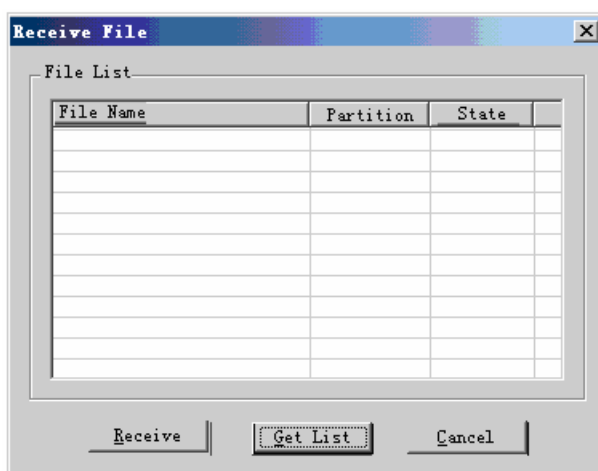 Receive File
File List
File Name Partition State
Receive Get List Cancel